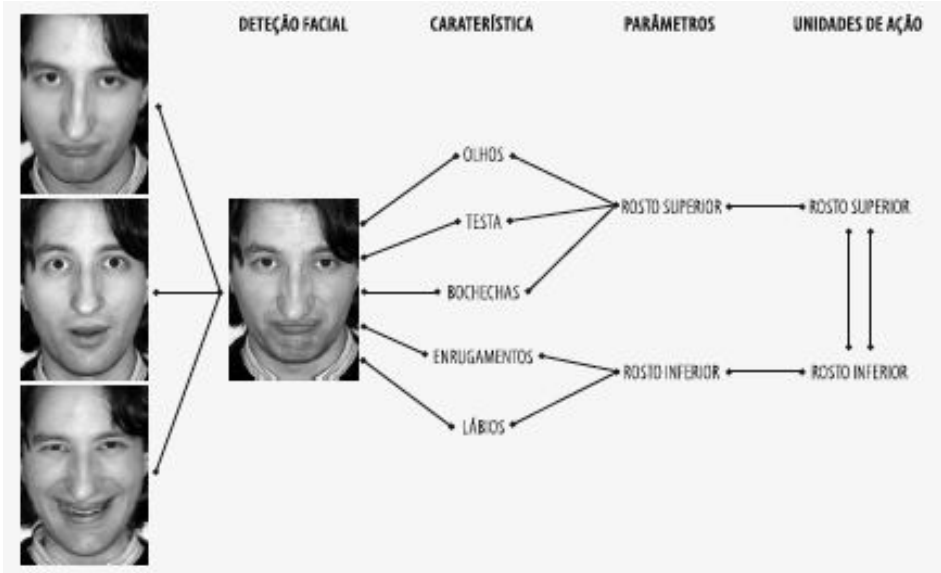 DETEÇÃO FACIAL CARATERÍSTICA PARÂMETROS UNIDADES DE AÇÃO
OLHOS
ROSTO SUPERIOR ROSTO SUPERIOR
TESTA
BOCHECHAS
ENRUGAMENTOS
ROSTO INFERIOR ROSTO INFERIOR
LÁBIOS